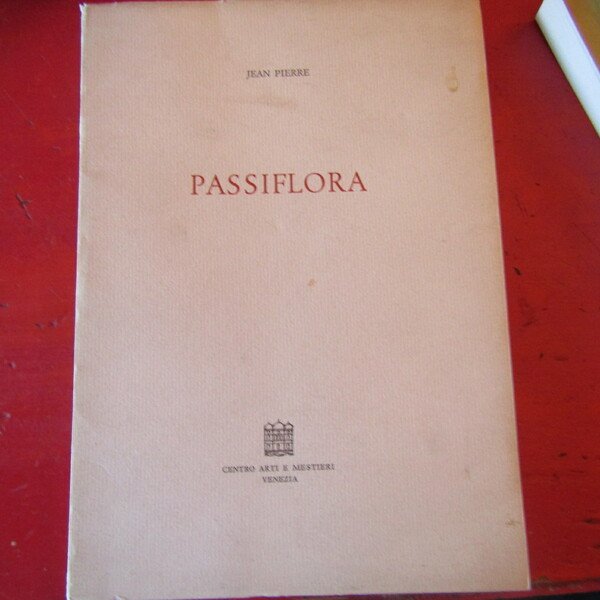 JEAN PIERRE
PASSIFLORA
CENTRO ARTI E MESTIERI
VENEZIA